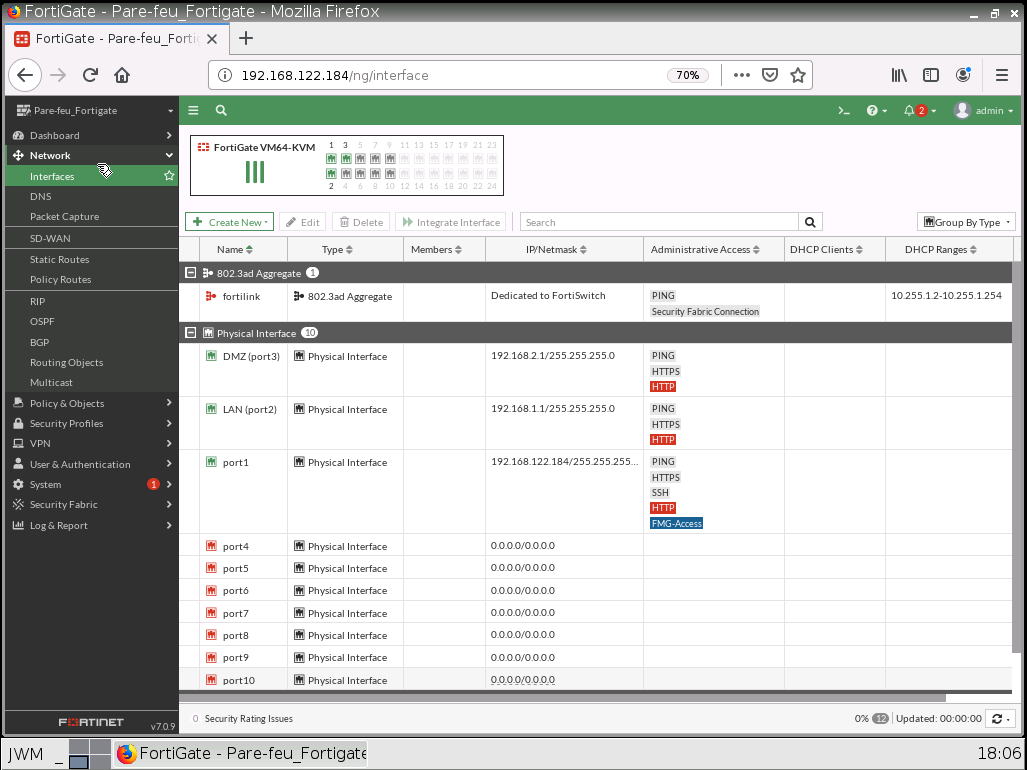 FortiGate - Pare-feu_Fortigate - Mozilla Firefox
FortiGate - Pare-feu_Forti
192.168.122.184/ng/interface 70%
Pare-feu_Fortigate
admin
2
Dashboard
Network
Interfaces
DNS
Packet Capture
SD-WAN
Static Routes
Policy Routes
RIP
OSPF
BGP
Routing Objects
Multicast
Policy & Objects
Security Profiles
VPN
User & Authentication
System 1
Security Fabric
Log & Report
FORTINET v7.0.9
FortiGate VM64-KVM
1 3 5 7 9 11 13 15 17 19 21 23
2 4 6 8 10 12 14 16 18 20 22 24
Create New Edit Delete Integrate Interface Search Group By Type
Name Type Members IP/Netmask Administrative Access DHCP Clients DHCP Ranges
802.3ad Aggregate 1
fortilink 802.3ad Aggregate Dedicated to FortiSwitch PING 10.255.1.2-10.255.1.254
Security Fabric Connection
Physical Interface 10
DMZ (port3) Physical Interface 192.168.2.1/255.255.255.0 PING
HTTPS
HTTP
LAN (port2) Physical Interface 192.168.1.1/255.255.255.0 PING
HTTPS
HTTP
port1 Physical Interface 192.168.122.184/255.255.255... PING
HTTPS
SSH
HTTP
FMG-Access
port4 Physical Interface 0.0.0.0/0.0.0.0
port5 Physical Interface 0.0.0.0/0.0.0.0
port6 Physical Interface 0.0.0.0/0.0.0.0
port7 Physical Interface 0.0.0.0/0.0.0.0
port8 Physical Interface 0.0.0.0/0.0.0.0
port9 Physical Interface 0.0.0.0/0.0.0.0
port10 Physical Interface 0.0.0.0/0.0.0.0
0 Security Rating Issues 0% 12 Updated: 00:00:00
JWM _ FortiGate - Pare-feu_Fortigate 18:06